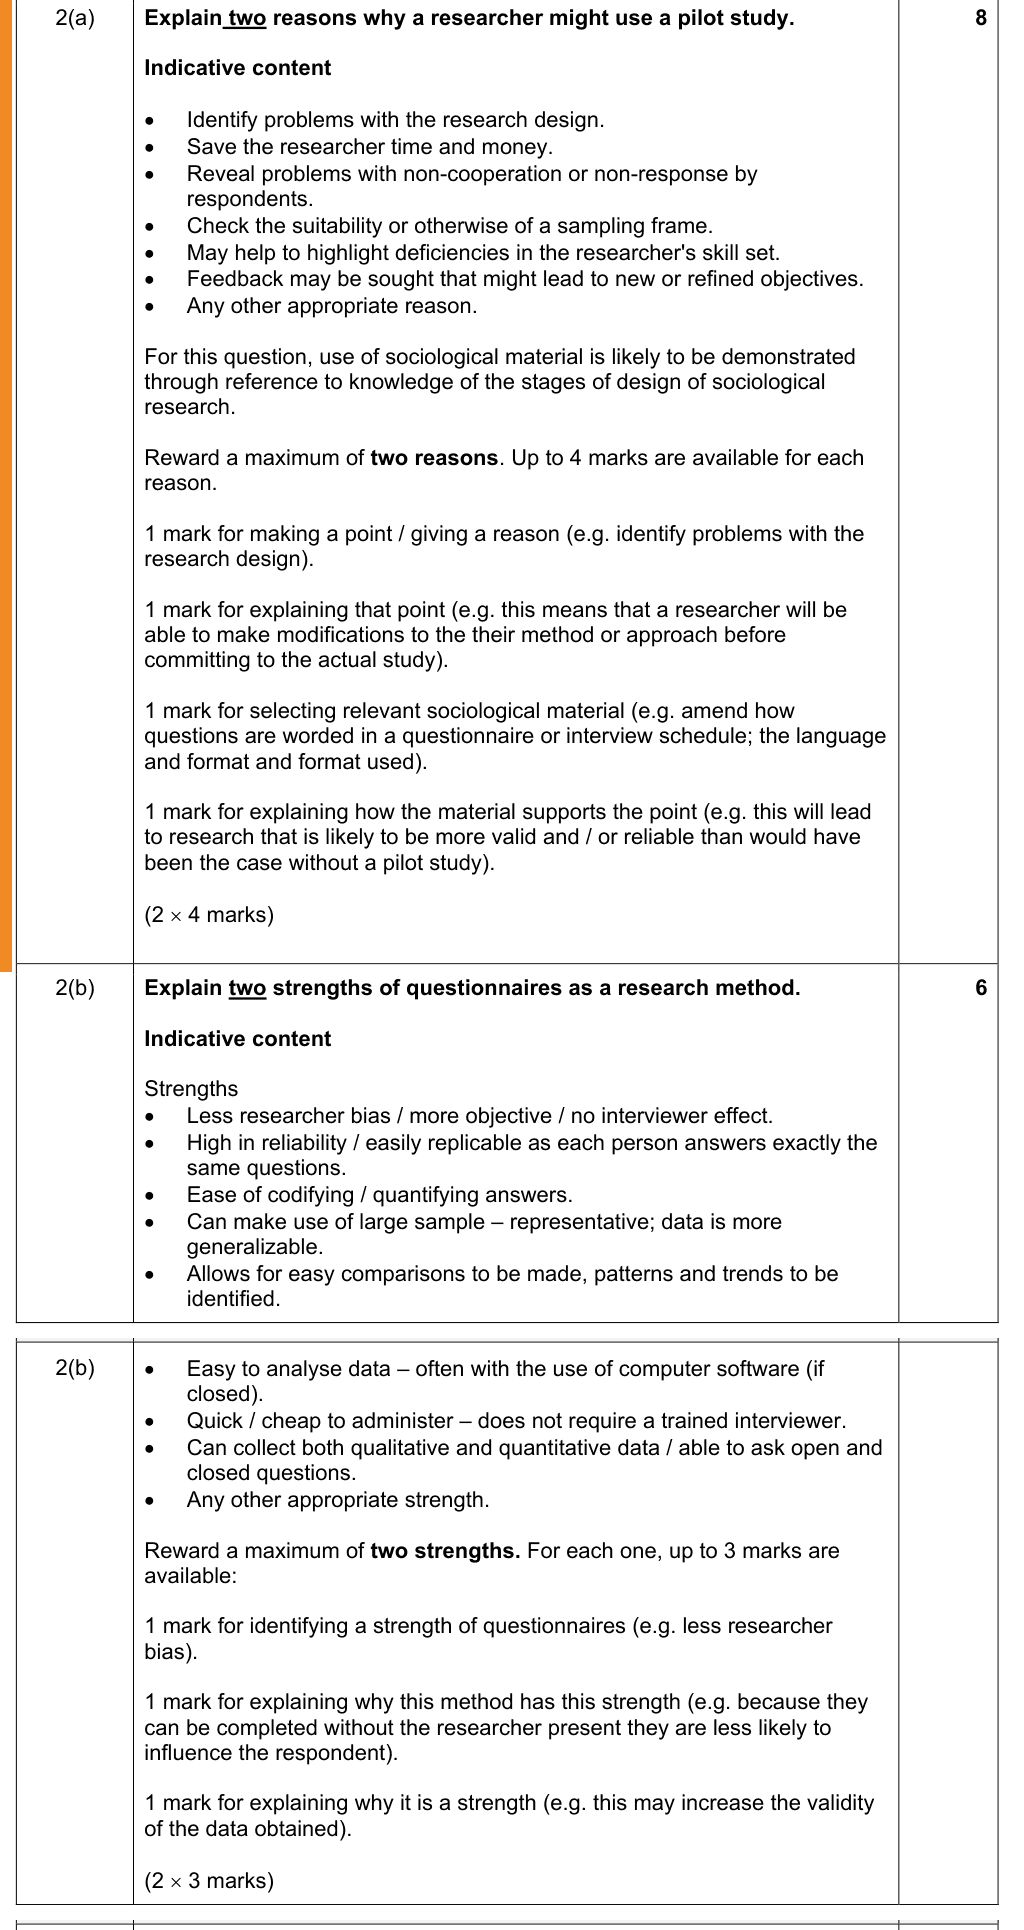 2(a) Explain two reasons why a researcher might use a pilot study. 8
Indicative content
• Identify problems with the research design.
• Save the researcher time and money.
• Reveal problems with non-cooperation or non-response by
respondents.
• Check the suitability or otherwise of a sampling frame.
• May help to highlight deficiencies in the researcher's skill set.
• Feedback may be sought that might lead to new or refined objectives.
• Any other appropriate reason.
For this question, use of sociological material is likely to be demonstrated
through reference to knowledge of the stages of design of sociological
research.
Reward a maximum of two reasons. Up to 4 marks are available for each
reason.
1 mark for making a point / giving a reason (e.g. identify problems with the
research design).
1 mark for explaining that point (e.g. this means that a researcher will be
able to make modifications to the their method or approach before
committing to the actual study).
1 mark for selecting relevant sociological material (e.g. amend how
questions are worded in a questionnaire or interview schedule; the language
and format and format used).
1 mark for explaining how the material supports the point (e.g. this will lead
to research that is likely to be more valid and / or reliable than would have
been the case without a pilot study).
(2 × 4 marks)
2(b) Explain two strengths of questionnaires as a research method. 6
Indicative content
Strengths
• Less researcher bias / more objective / no interviewer effect.
• High in reliability / easily replicable as each person answers exactly the
same questions.
• Ease of codifying / quantifying answers.
• Can make use of large sample – representative; data is more
generalizable.
• Allows for easy comparisons to be made, patterns and trends to be
identified.
2(b) • Easy to analyse data – often with the use of computer software (if
closed).
• Quick / cheap to administer – does not require a trained interviewer.
• Can collect both qualitative and quantitative data / able to ask open and
closed questions.
• Any other appropriate strength.
Reward a maximum of two strengths. For each one, up to 3 marks are
available:
1 mark for identifying a strength of questionnaires (e.g. less researcher
bias).
1 mark for explaining why this method has this strength (e.g. because they
can be completed without the researcher present they are less likely to
influence the respondent).
1 mark for explaining why it is a strength (e.g. this may increase the validity
of the data obtained).
(2 × 3 marks)